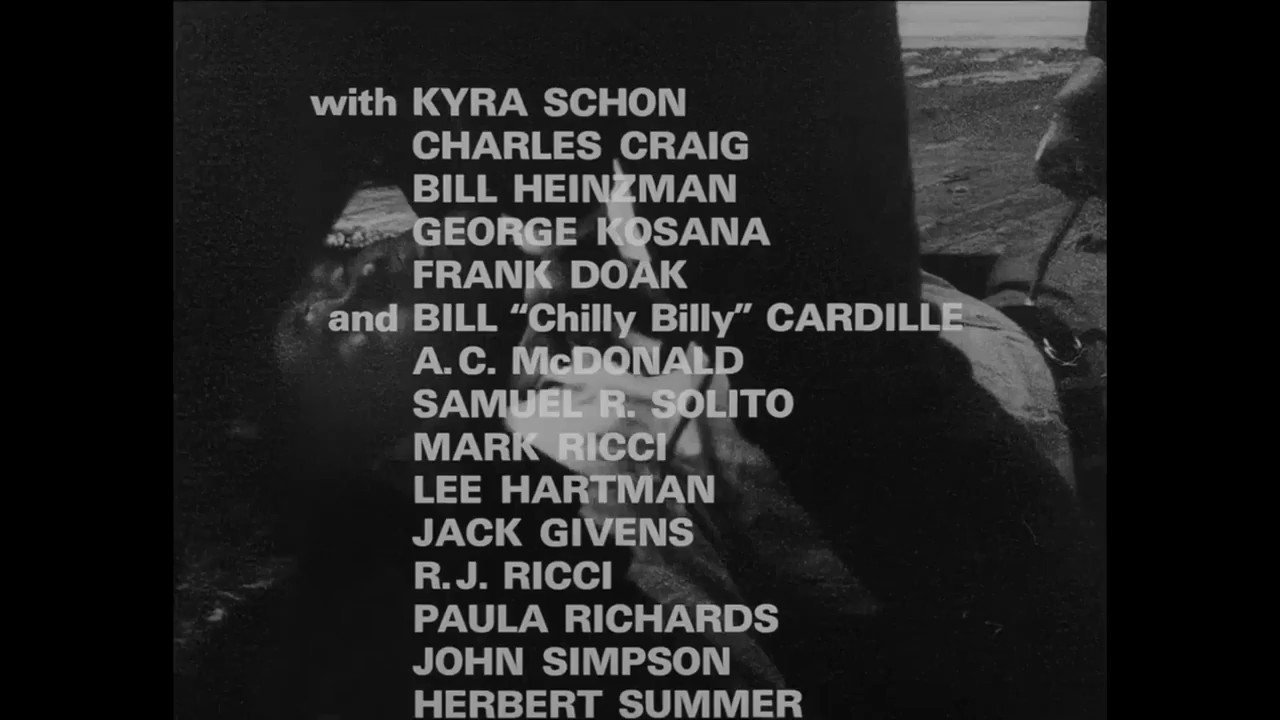 with KYRA SCHON
CHARLES CRAIG
BILL HEINZMAN
GEORGE KOSANA
FRANK DOAK
and BILL “Chilly Billy” CARDILLE
A.C. McDONALD
SAMUEL R. SOLITO
MARK RICCI
LEE HARTMAN
JACK GIVENS
R.J. RICCI
PAULA RICHARDS
JOHN SIMPSON
HERBERT SUMMER